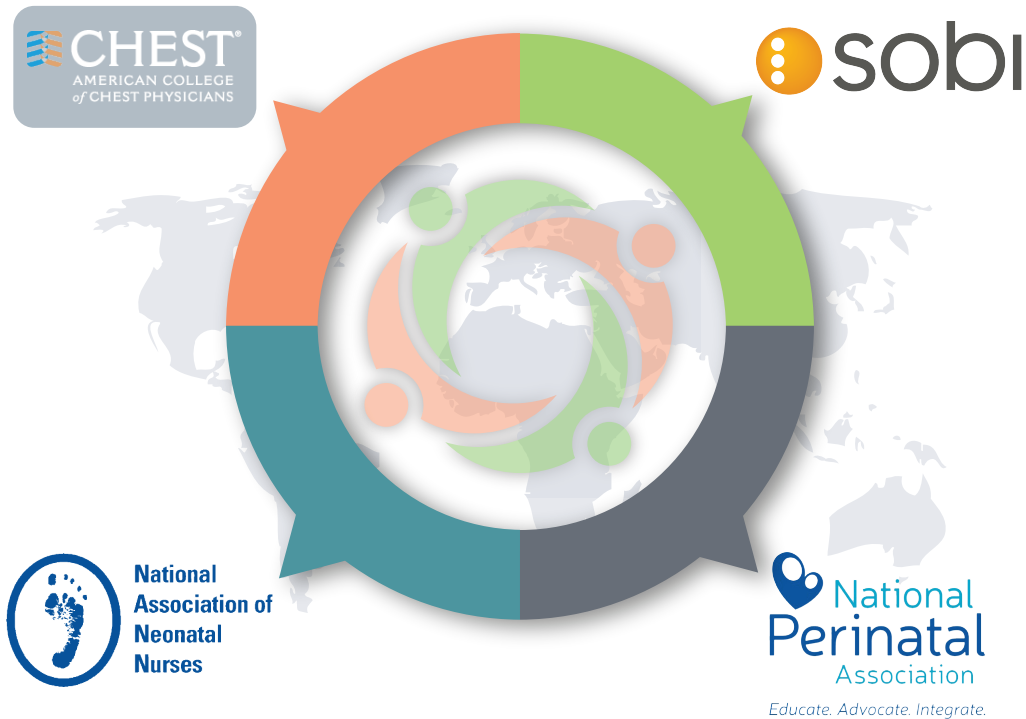 CHEST®
AMERICAN COLLEGE
of CHEST PHYSICIANS
sobi
National
Association of
Neonatal
Nurses
National
Perinatal
Association
Educate. Advocate. Integrate.